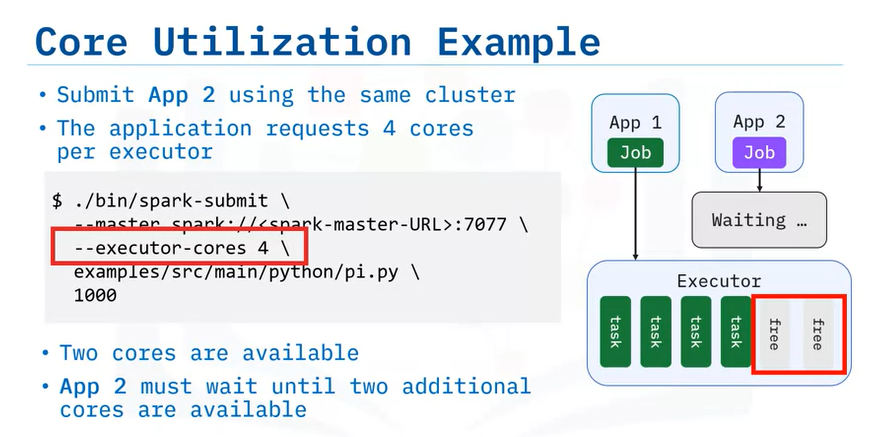 Core Utilization Example
• Submit App 2 using the same cluster
• The application requests 4 cores
per executor
$ ./bin/spark-submit \
--master spark://<spark-master-URL>:7077 \
--executor-cores 4 \
examples/src/main/python/pi.py \
1000
• Two cores are available
• App 2 must wait until two additional
cores are available
App 1
Job
App 2
Job
Waiting …
Executor
task
task
task
task
free
free